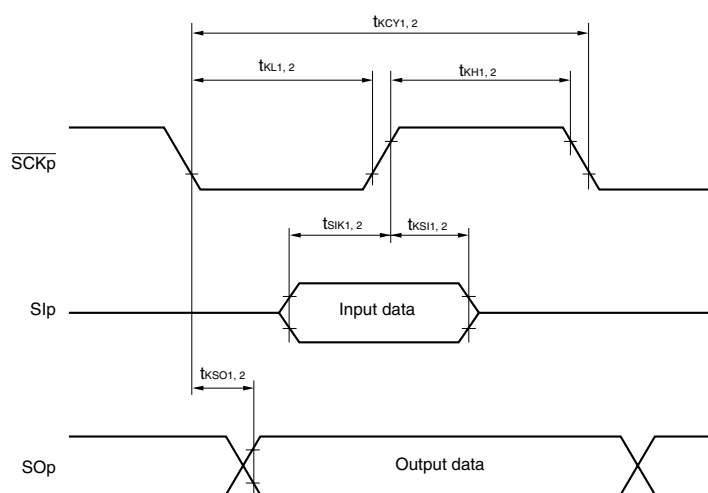 tKCY1, 2
tKL1, 2
tKH1, 2
SCKp
tSIK1, 2
tKSI1, 2
SIp
Input data
tKSO1, 2
SOp
Output data